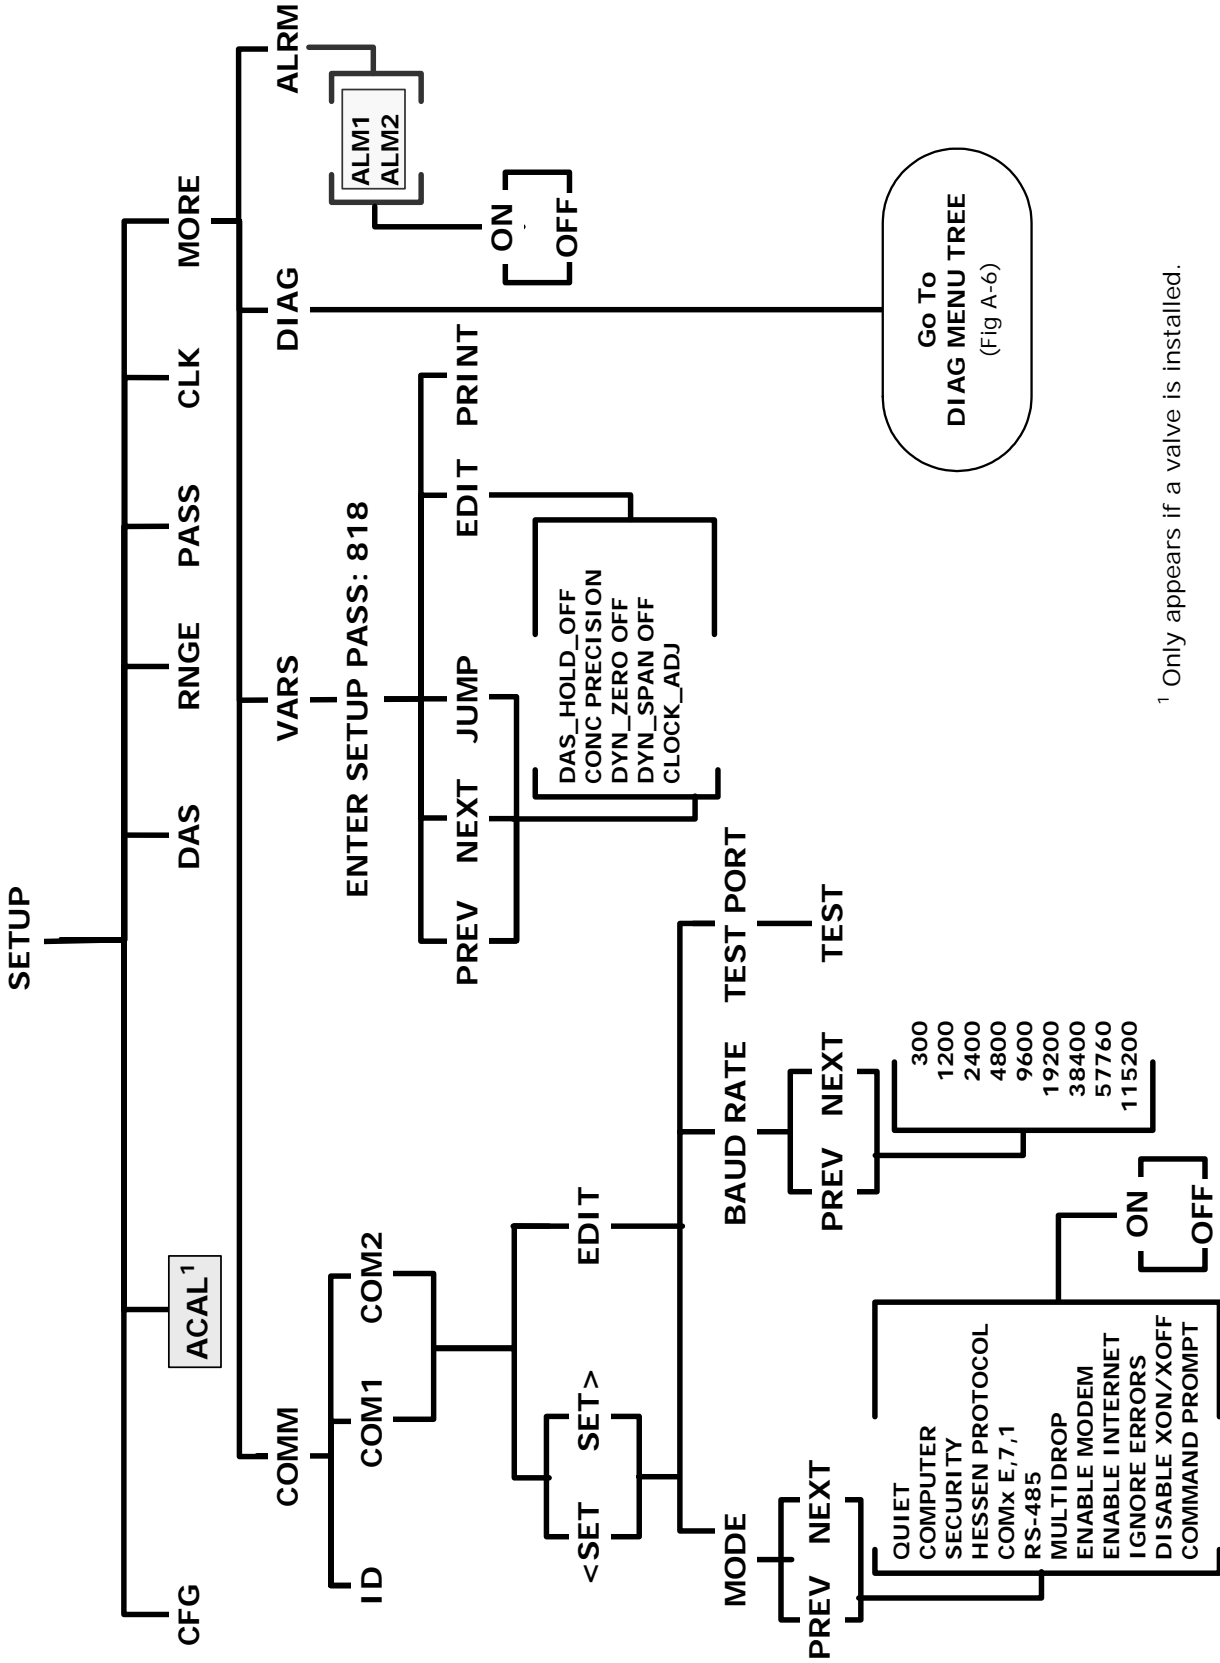 SETUP
CFG
ACAL¹
DAS
RNGE
PASS
CLK
MORE
COMM
VARS
DIAG
ALRM
ID
COM1
COM2
ENTER SETUP PASS: 818
ALM1
ALM2
PREV
NEXT
JUMP
EDIT
PRINT
ON
OFF
<SET
SET>
EDIT
DAS_HOLD_OFF
CONC PRECISION
DYN_ZERO OFF
DYN_SPAN OFF
CLOCK_ADJ
MODE
BAUD RATE
TEST PORT
PREV
NEXT
PREV
NEXT
TEST
QUIET
COMPUTER
SECURITY
HESSEN PROTOCOL
COMx E,7,1
RS-485
MULTIDROP
ENABLE MODEM
ENABLE INTERNET
IGNORE ERRORS
DISABLE XON/XOFF
COMMAND PROMPT
ON
OFF
300
1200
2400
4800
9600
19200
38400
57760
115200
Go To
DIAG MENU TREE
(Fig A-6)
¹ Only appears if a valve is installed.